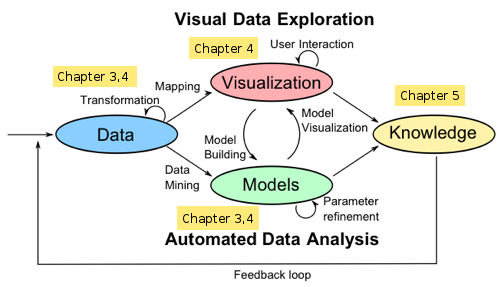 Visual Data Exploration
Chapter 4
User Interaction
Chapter 3,4
Mapping
Visualization
Chapter 5
Transformation
Data
Model
Building
Model
Visualization
Knowledge
Data
Mining
Models
Chapter 3,4
Parameter
refinement
Automated Data Analysis
Feedback loop